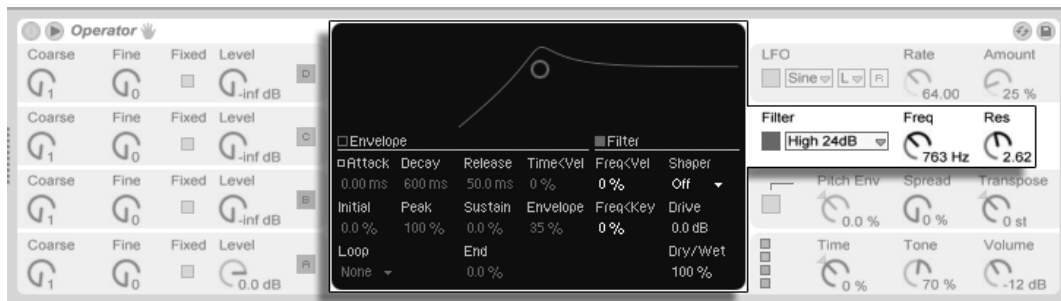 Operator
Coarse Fine Fixed Level
1 0 -inf dB D
Coarse Fine Fixed Level
1 0 -inf dB C
Coarse Fine Fixed Level
1 0 -inf dB B
Coarse Fine Fixed Level
1 0 0.0 dB A
Envelope Filter
Attack Decay Release Time<Vel Freq<Vel Shaper
0.00 ms 600 ms 50.0 ms 0 % 0 % Off
Initial Peak Sustain Envelope Freq<Key Drive
0.0 % 100 % 0.0 % 35 % 0 % 0.0 dB
Loop End Dry/Wet
None 0.0 % 100 %
LFO Rate Amount
Sine L R 64.00 25 %
Filter Freq Res
High 24dB 763 Hz 2.62
Pitch Env Spread Transpose
0.0 % 0 % 0 st
Time Tone Volume
0 % 70 % -12 dB